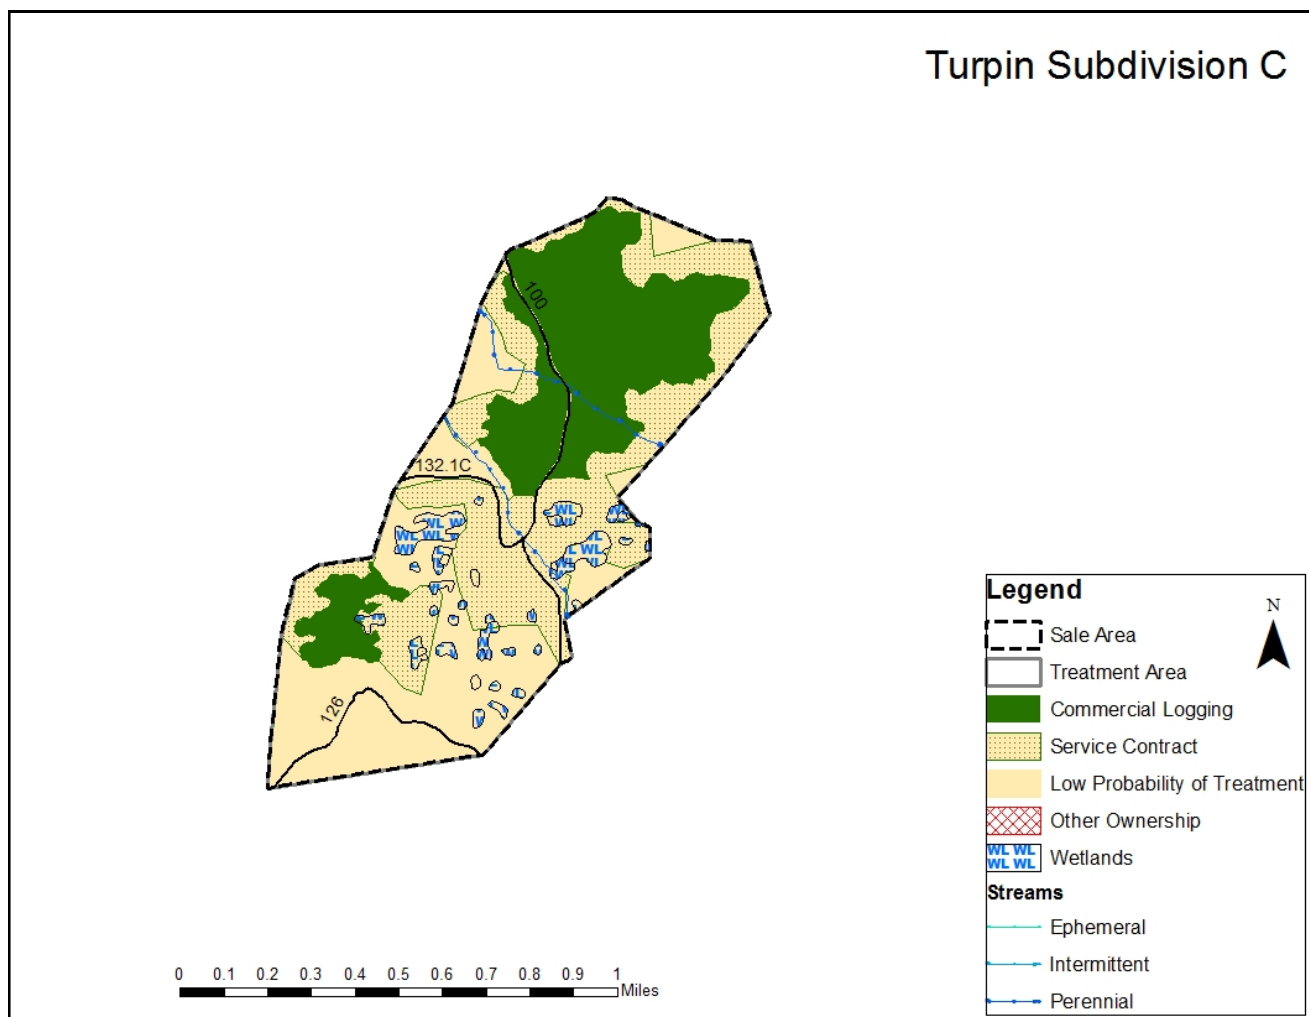 Turpin Subdivision C
100
132.1C
126
Legend
N
Sale Area
Treatment Area
Commercial Logging
Service Contract
Low Probability of Treatment
Other Ownership
WL WL
WL WL
Wetlands
Streams
Ephemeral
Intermittent
Perennial
0 0.1 0.2 0.3 0.4 0.5 0.6 0.7 0.8 0.9 1
Miles